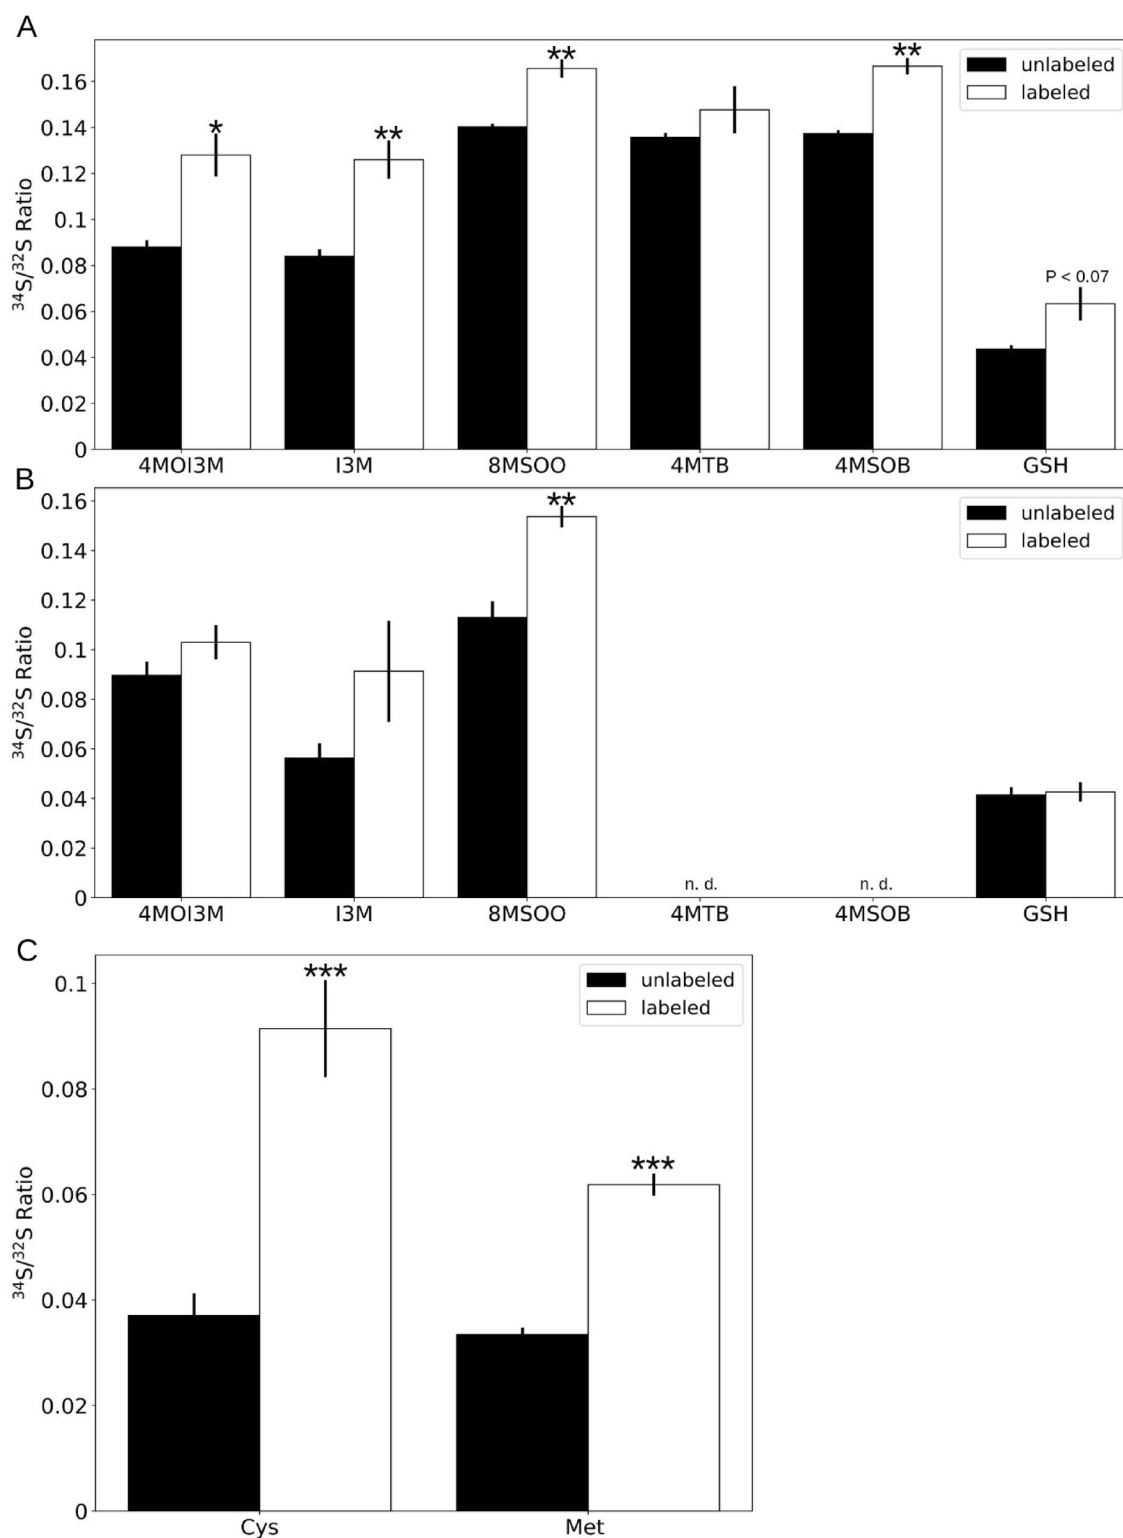 A
** **
unlabeled
labeled
* **
0.16
0.14
0.12
0.1
0.08
0.06
0.04
0.02
0
³⁴S/³²S Ratio
P < 0.07
4MOI3M I3M 8MSOO 4MTB 4MSOB GSH
B
**
unlabeled
labeled
0.16
0.14
0.12
0.1
0.08
0.06
0.04
0.02
0
³⁴S/³²S Ratio
n. d. n. d.
4MOI3M I3M 8MSOO 4MTB 4MSOB GSH
C
***
unlabeled
labeled
***
0.1
0.08
0.06
0.04
0.02
0
³⁴S/³²S Ratio
Cys Met